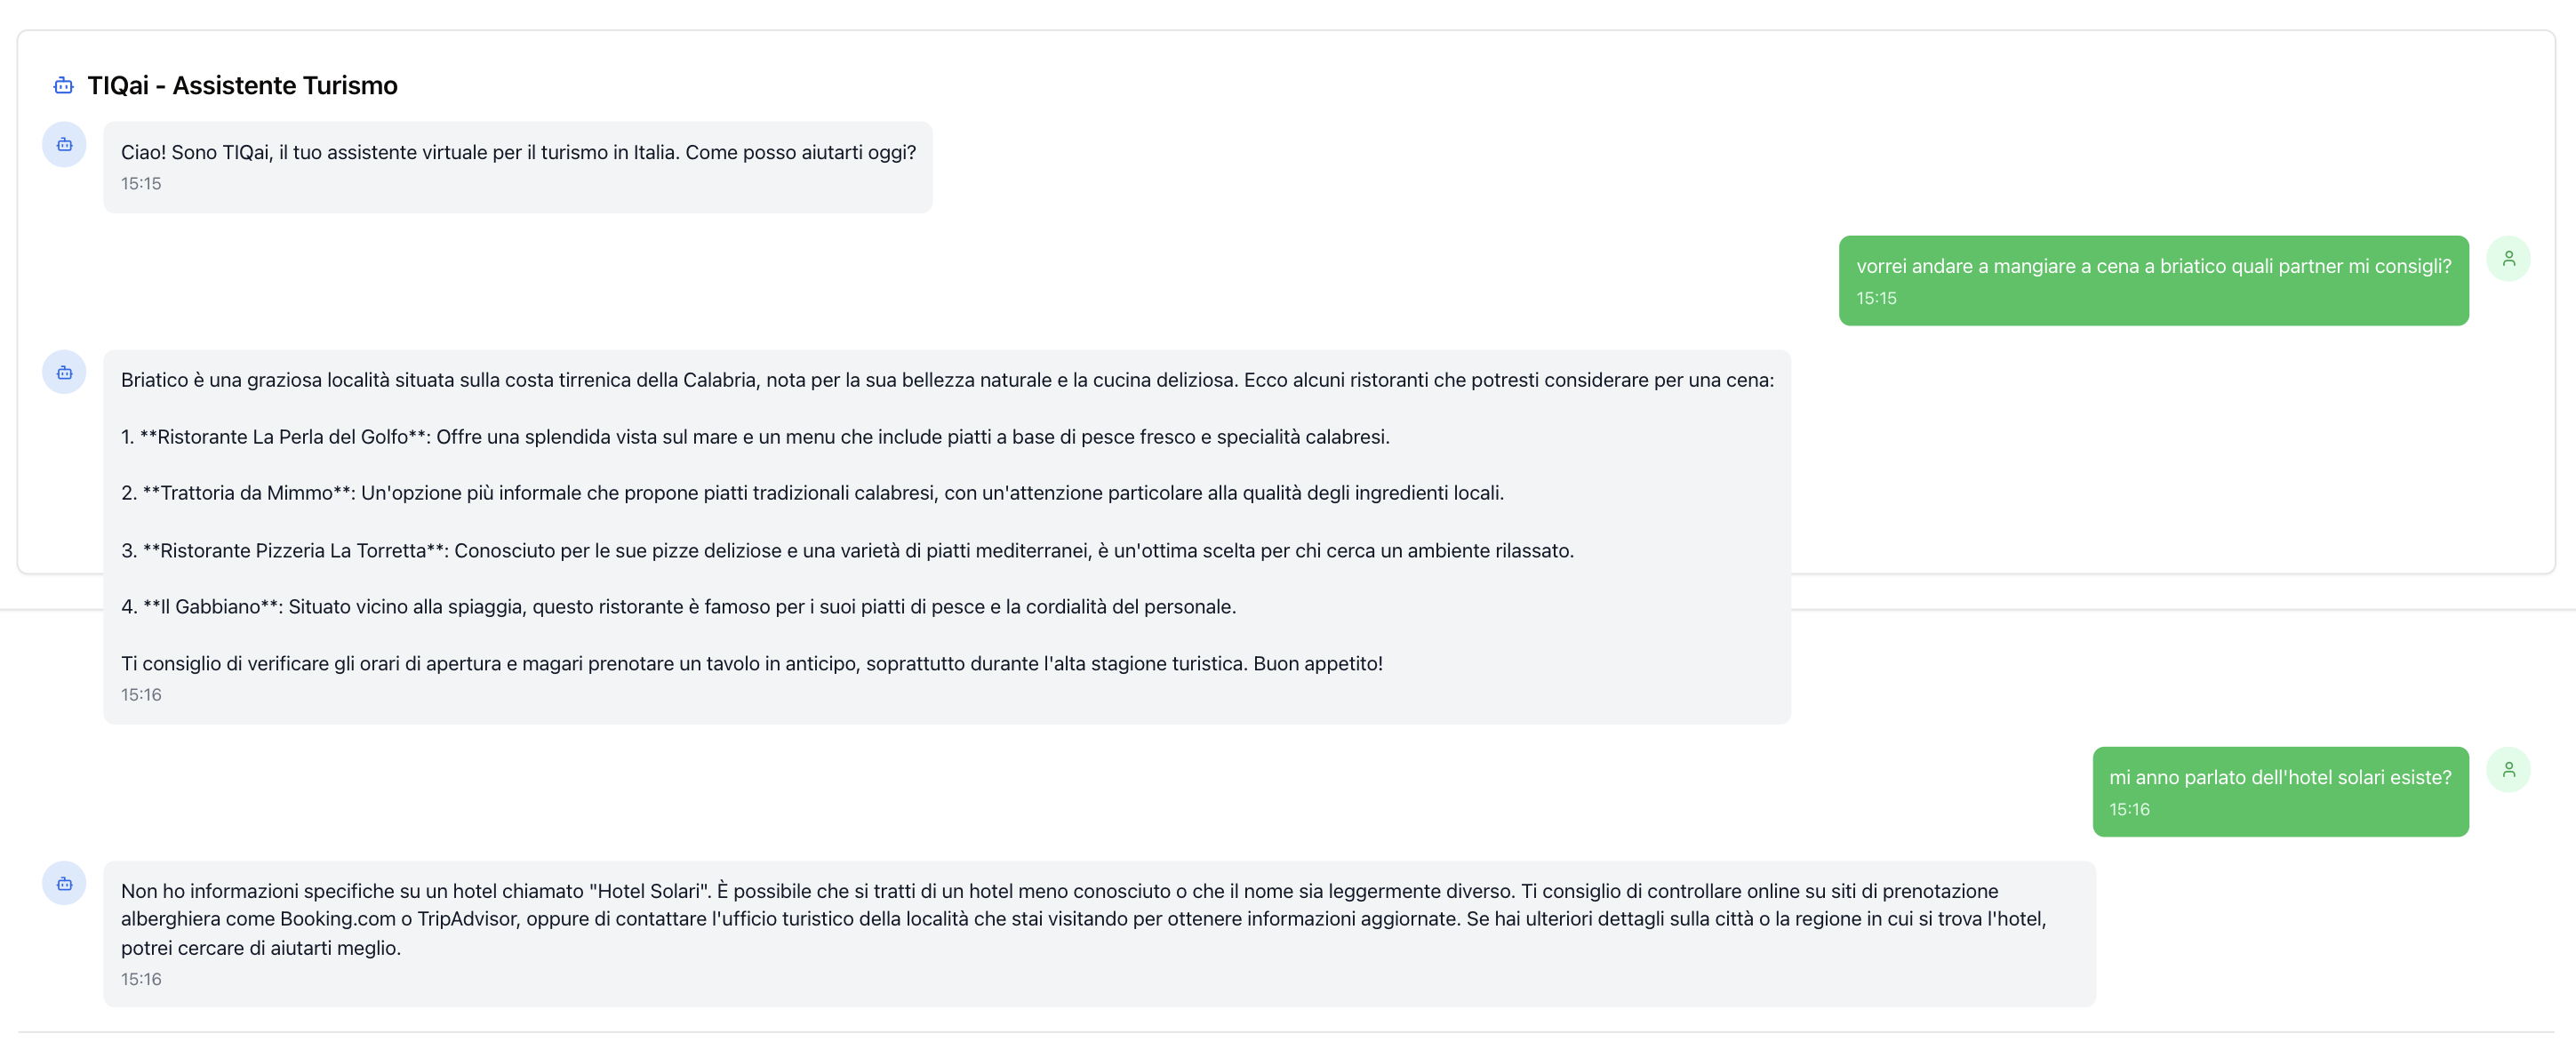 TIQai - Assistente Turismo
Ciao! Sono TIQai, il tuo assistente virtuale per il turismo in Italia. Come posso aiutarti oggi?
15:15
vorrei andare a mangiare a cena a briatico quali partner mi consigli?
15:15
Briatico è una graziosa località situata sulla costa tirrenica della Calabria, nota per la sua bellezza naturale e la cucina deliziosa. Ecco alcuni ristoranti che potresti considerare per una cena:
1. **Ristorante La Perla del Golfo**: Offre una splendida vista sul mare e un menu che include piatti a base di pesce fresco e specialità calabresi.
2. **Trattoria da Mimmo**: Un'opzione più informale che propone piatti tradizionali calabresi, con un'attenzione particolare alla qualità degli ingredienti locali.
3. **Ristorante Pizzeria La Torretta**: Conosciuto per le sue pizze deliziose e una varietà di piatti mediterranei, è un'ottima scelta per chi cerca un ambiente rilassato.
4. **Il Gabbiano**: Situato vicino alla spiaggia, questo ristorante è famoso per i suoi piatti di pesce e la cordialità del personale.
Ti consiglio di verificare gli orari di apertura e magari prenotare un tavolo in anticipo, soprattutto durante l'alta stagione turistica. Buon appetito!
15:16
mi anno parlato dell'hotel solari esiste?
15:16
Non ho informazioni specifiche su un hotel chiamato "Hotel Solari". È possibile che si tratti di un hotel meno conosciuto o che il nome sia leggermente diverso. Ti consiglio di controllare online su siti di prenotazione
alberghiera come Booking.com o TripAdvisor, oppure di contattare l'ufficio turistico della località che stai visitando per ottenere informazioni aggiornate. Se hai ulteriori dettagli sulla città o la regione in cui si trova l'hotel,
potrei cercare di aiutarti meglio.
15:16